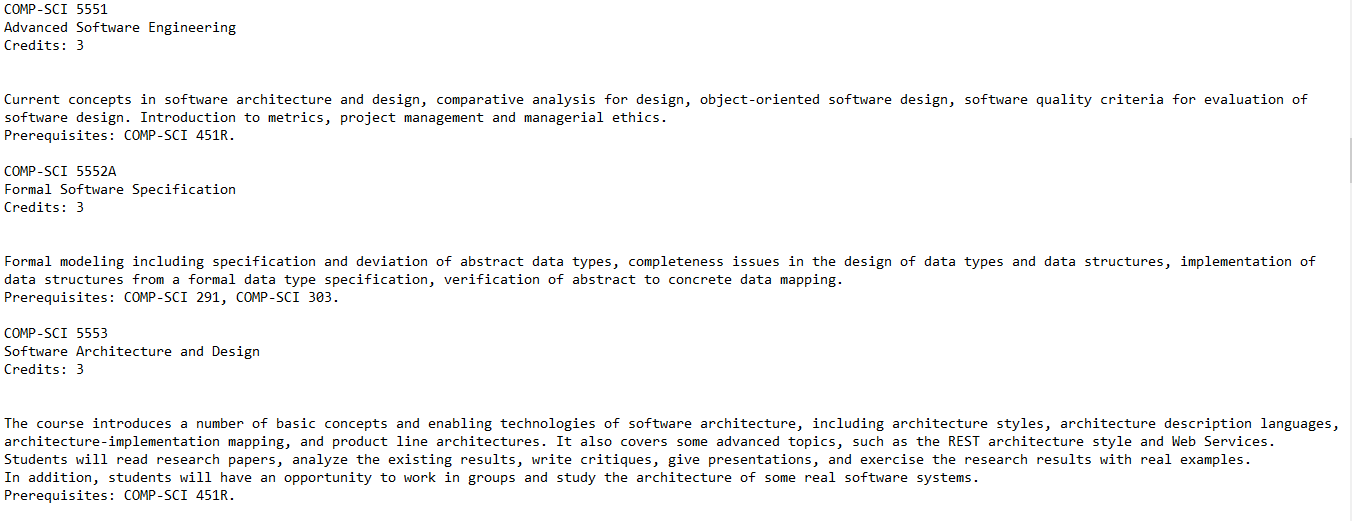 COMP-SCI 5551
Advanced Software Engineering
Credits: 3
Current concepts in software architecture and design, comparative analysis for design, object-oriented software design, software quality criteria for evaluation of
software design. Introduction to metrics, project management and managerial ethics.
Prerequisites: COMP-SCI 451R.
COMP-SCI 5552A
Formal Software Specification
Credits: 3
Formal modeling including specification and deviation of abstract data types, completeness issues in the design of data types and data structures, implementation of
data structures from a formal data type specification, verification of abstract to concrete data mapping.
Prerequisites: COMP-SCI 291, COMP-SCI 303.
COMP-SCI 5553
Software Architecture and Design
Credits: 3
The course introduces a number of basic concepts and enabling technologies of software architecture, including architecture styles, architecture description languages,
architecture-implementation mapping, and product line architectures. It also covers some advanced topics, such as the REST architecture style and Web Services.
Students will read research papers, analyze the existing results, write critiques, give presentations, and exercise the research results with real examples.
In addition, students will have an opportunity to work in groups and study the architecture of some real software systems.
Prerequisites: COMP-SCI 451R.